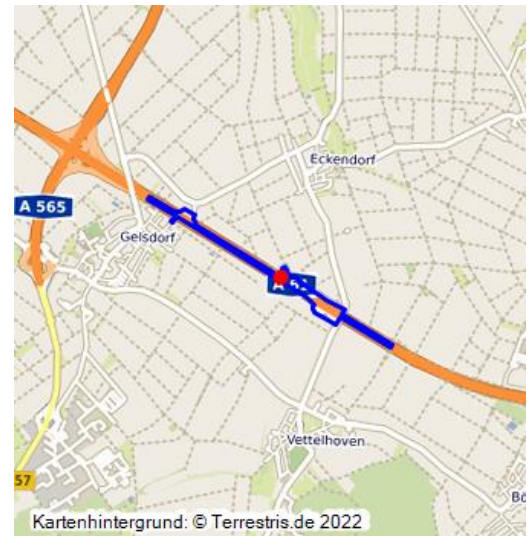 Eckendorf
A 565
Gelsdorf
Vettelhoven
57
Kartenhintergrund: © Terrestris.de 2022